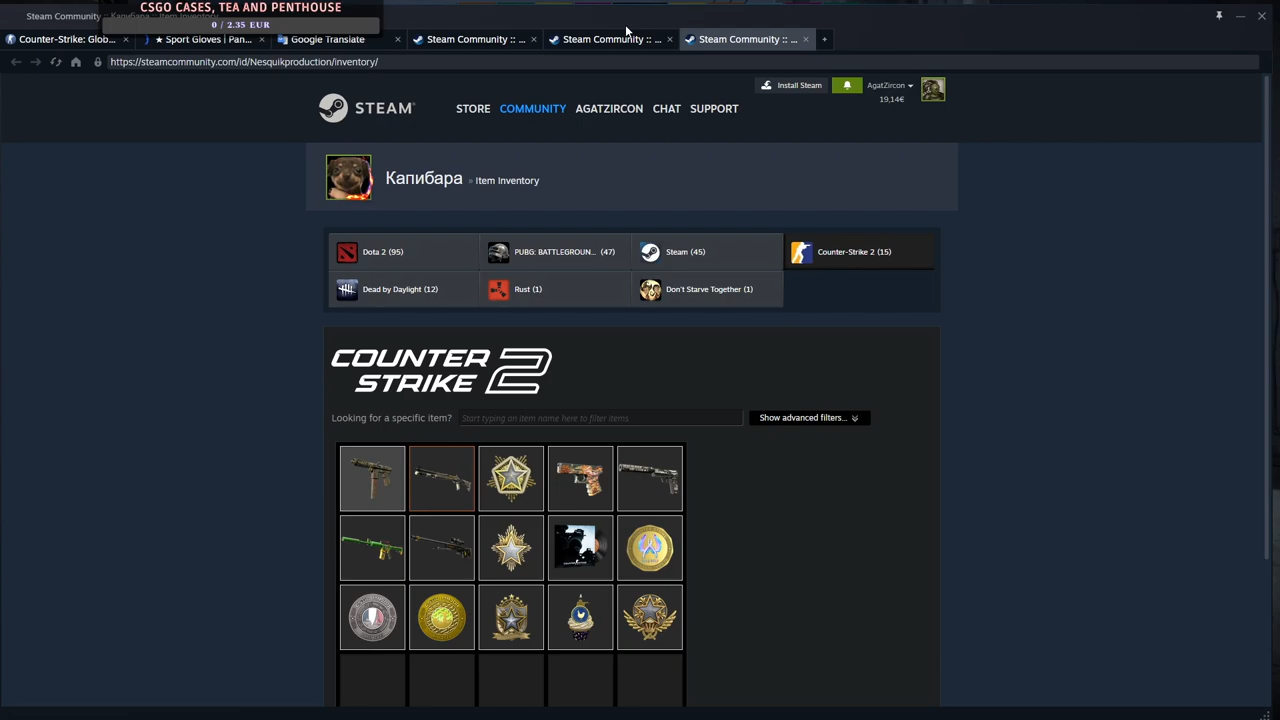 CSGO CASES, TEA AND PENTHOUSE
Steam Community :: Капибара :: Item Inventory
0 / 2.35 EUR
Counter-Strike: Glob... ★ Sport Gloves | Pan... Google Translate Steam Community :: ... Steam Community :: ... Steam Community :: ...
https://steamcommunity.com/id/Nesquikproduction/inventory/
Install Steam AgatZircon
19,14€
STEAM STORE COMMUNITY AGATZIRCON CHAT SUPPORT
Капибара » Item Inventory
Dota 2 (95) PUBG: BATTLEGROUN... (47) Steam (45) Counter-Strike 2 (15)
Dead by Daylight (12) Rust (1) Don't Starve Together (1)
COUNTER STRIKE 2
Looking for a specific item? Start typing an item name here to filter items Show advanced filters...